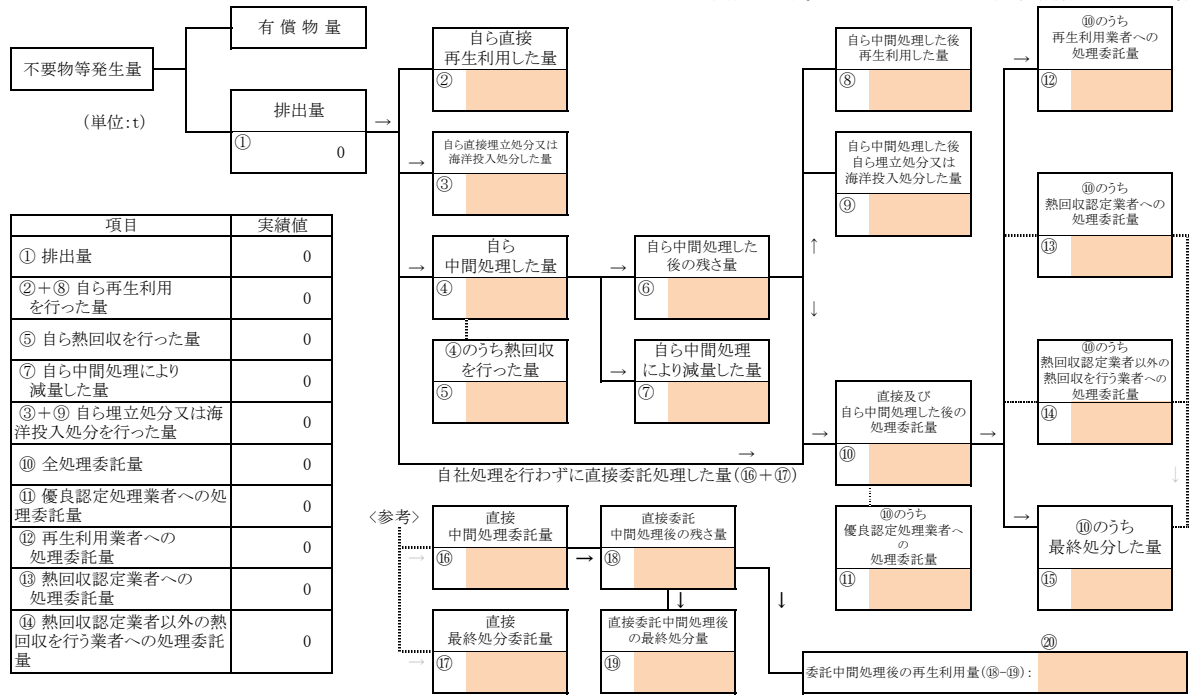 不要物等発生量
(単位:t)
有 償 物 量
排出量
①
0
→
自ら直接
再生利用した量
②
→
自ら直接埋立処分又は
海洋投入処分した量
③
→
自ら
中間処理した量
④
④のうち熱回収
を行った量
⑤
→
自ら中間処理した
後の残さ量
⑥
→
自ら中間処理
により減量した量
⑦
自ら中間処理した後
再生利用した量
⑧
自ら中間処理した後
自ら埋立処分又は
海洋投入処分した量
⑨
↑
↓
→
自社処理を行わずに直接委託処理した量(⑯+⑰)
→
直接及び
自ら中間処理した後の
処理委託量
⑩
→
⑩のうち
優良認定処理業者へ
の
処理委託量
⑪
→
⑩のうち
再生利用業者への
処理委託量
⑫
⑩のうち
熱回収認定業者への
処理委託量
⑬
⑩のうち
熱回収認定業者以外の
熱回収を行う業者への
処理委託量
⑭
↓
→
⑩のうち
最終処分した量
⑮
項目 実績値
① 排出量 0
②+⑧ 自ら再生利用
を行った量 0
⑤ 自ら熱回収を行った量 0
⑦ 自ら中間処理により
減量した量 0
③+⑨ 自ら埋立処分又は海
洋投入処分を行った量 0
⑩ 全処理委託量 0
⑪ 優良認定処理業者への処
理委託量 0
⑫ 再生利用業者への
処理委託量 0
⑬ 熱回収認定業者への
処理委託量 0
⑭ 熱回収認定業者以外の熱
回収を行う業者への処理委託
量 0
<参考>
→
直接
中間処理委託量
⑯
→
直接委託
中間処理後の残さ量
⑱
↓
↓
→
直接
最終処分委託量
⑰
直接委託中間処理後
の最終処分量
⑲
⑳
委託中間処理後の再生利用量(⑱-⑲):